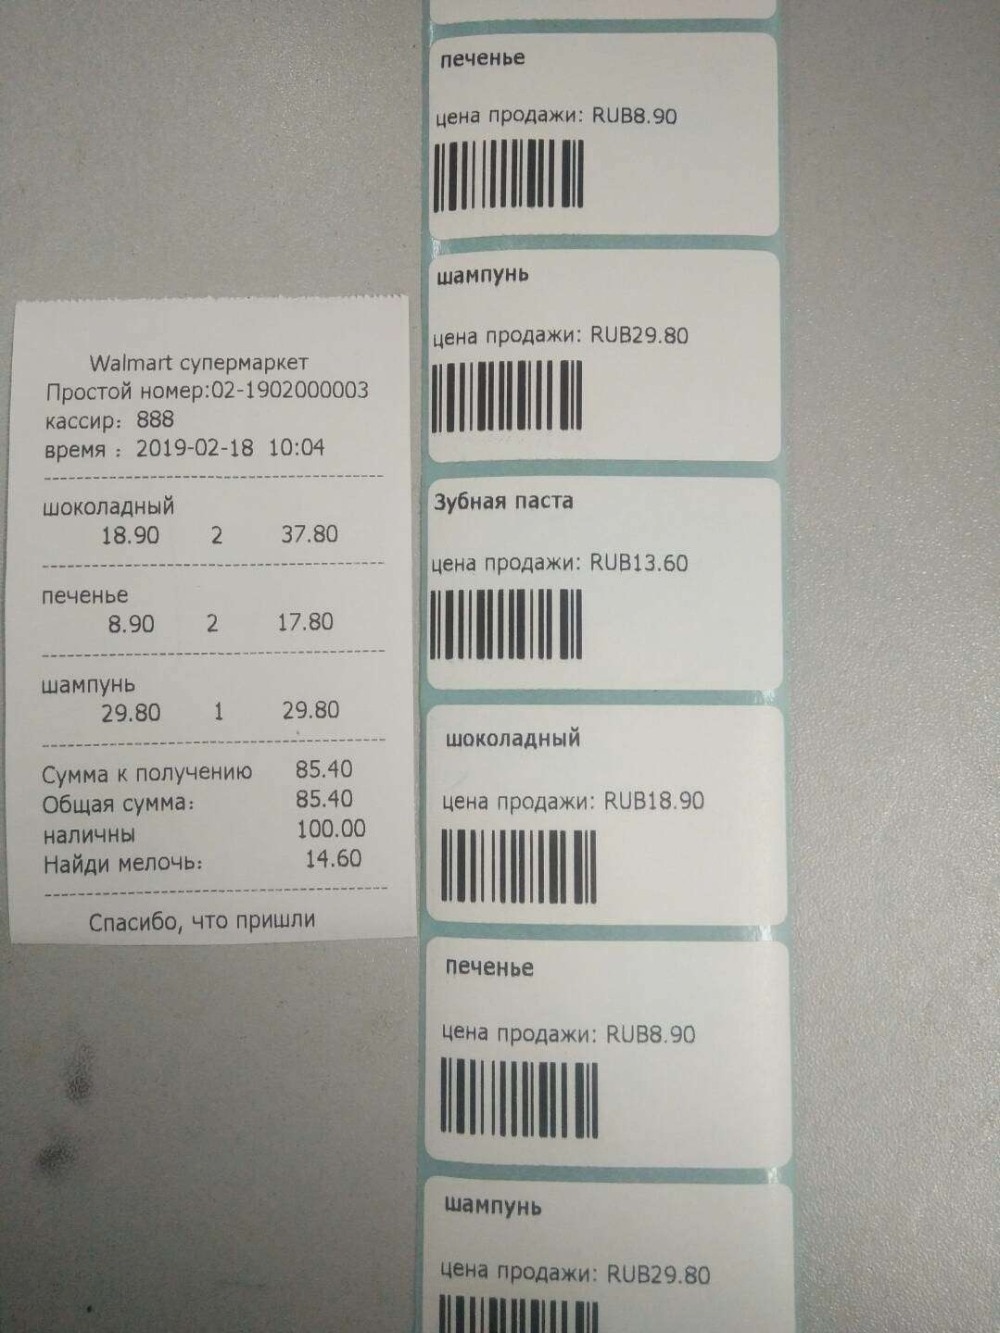 Walmart супермаркет
Простой номер:02-1902000003
кассир: 888
время : 2019-02-18 10:04
шоколадный
18.90 2 37.80
печенье
8.90 2 17.80
шампунь
29.80 1 29.80
Сумма к получению 85.40
Общая сумма: 85.40
наличны 100.00
Найди мелочь: 14.60
Спасибо, что пришли
печенье
цена продажи: RUB8.90
шампунь
цена продажи: RUB29.80
Зубная паста
цена продажи: RUB13.60
шоколадный
цена продажи: RUB18.90
печенье
цена продажи: RUB8.90
шампунь
цена продажи: RUB29.80